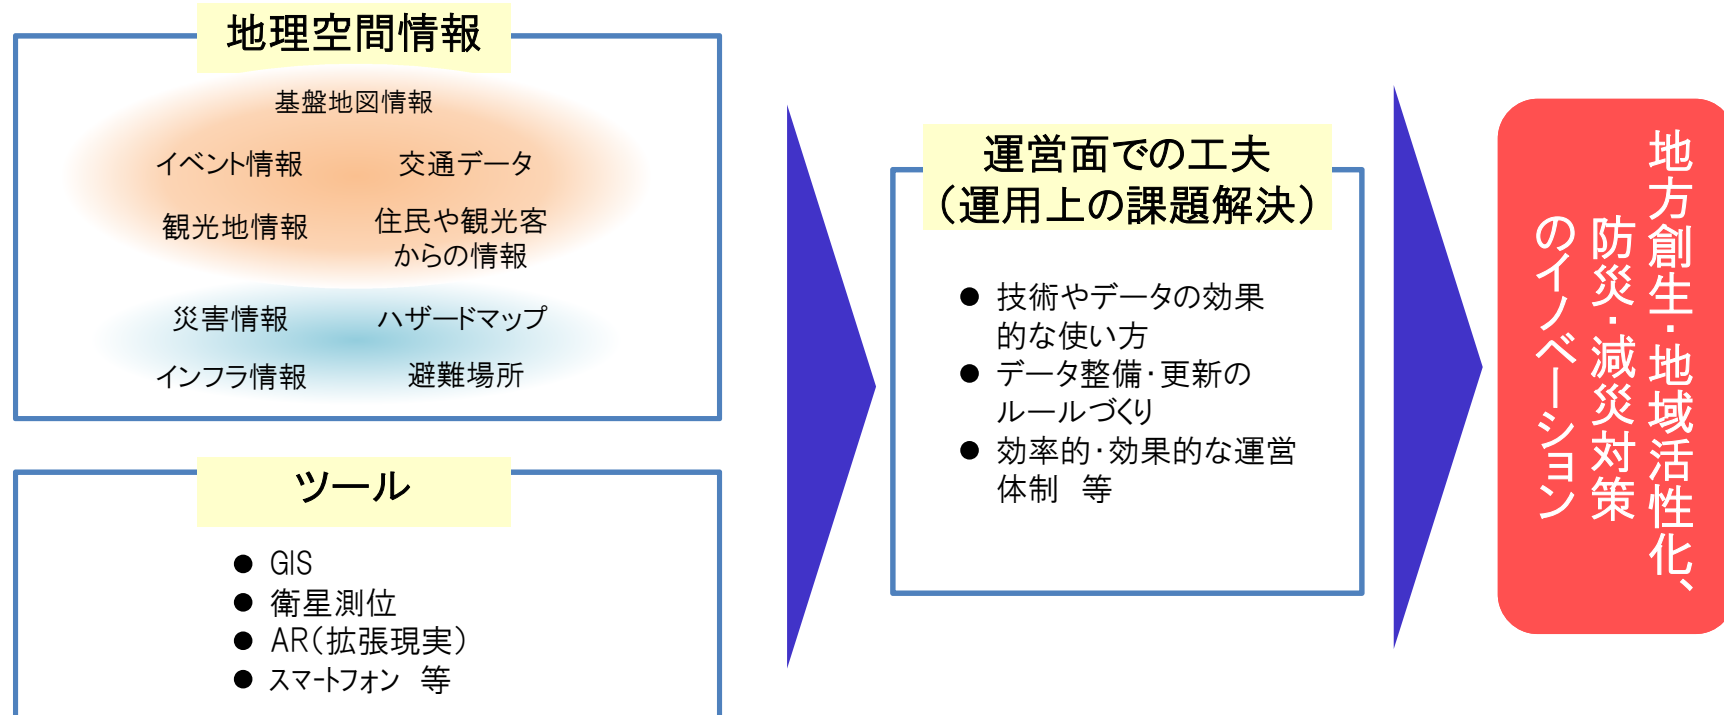 地理空間情報
基盤地図情報
イベント情報
交通データ
観光地情報
住民や観光客
からの情報
災害情報
ハザードマップ
インフラ情報
避難場所
ツール
● GIS
● 衛星測位
● AR(拡張現実)
● スマートフォン　等
運営面での工夫
(運用上の課題解決)
● 技術やデータの効果
的な使い方
● データ整備・更新の
ルールづくり
● 効率的・効果的な運営
体制　等
地方創生・地域活性化、
防災・減災対策
のイノベーション